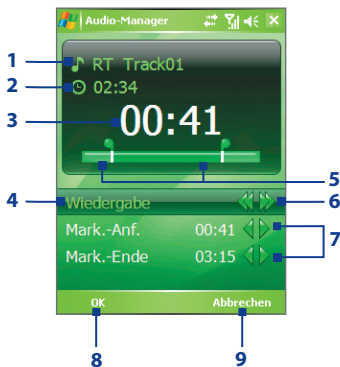 Audio-Manager
1 RT Track01
2 02:34
3 00:41
5
4 Wiedergabe 6
Mark.-Anf. 00:41
7
Mark.-Ende 03:15
OK Abbrechen
8 9